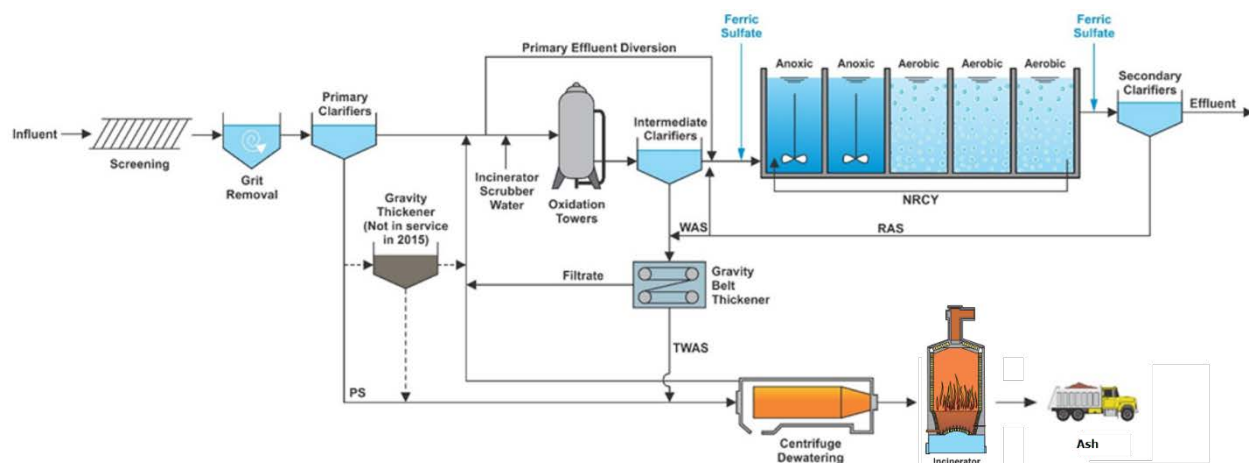 Ferric
Sulfate
Ferric
Sulfate
Primary Effluent Diversion
Anoxic
Anoxic
Aerobic
Aerobic
Aerobic
Secondary
Clarifiers
Effluent
Primary
Clarifiers
Influent
Intermediate
Clarifiers
Screening
Grit
Removal
Incinerator
Scrubber
Water
Oxidation
Towers
NRCY
Gravity
Thickener
(Not in service
in 2015)
WAS
RAS
Filtrate
Gravity
Belt
Thickener
TWAS
PS
Centrifuge
Dewatering
Incinerator
Ash